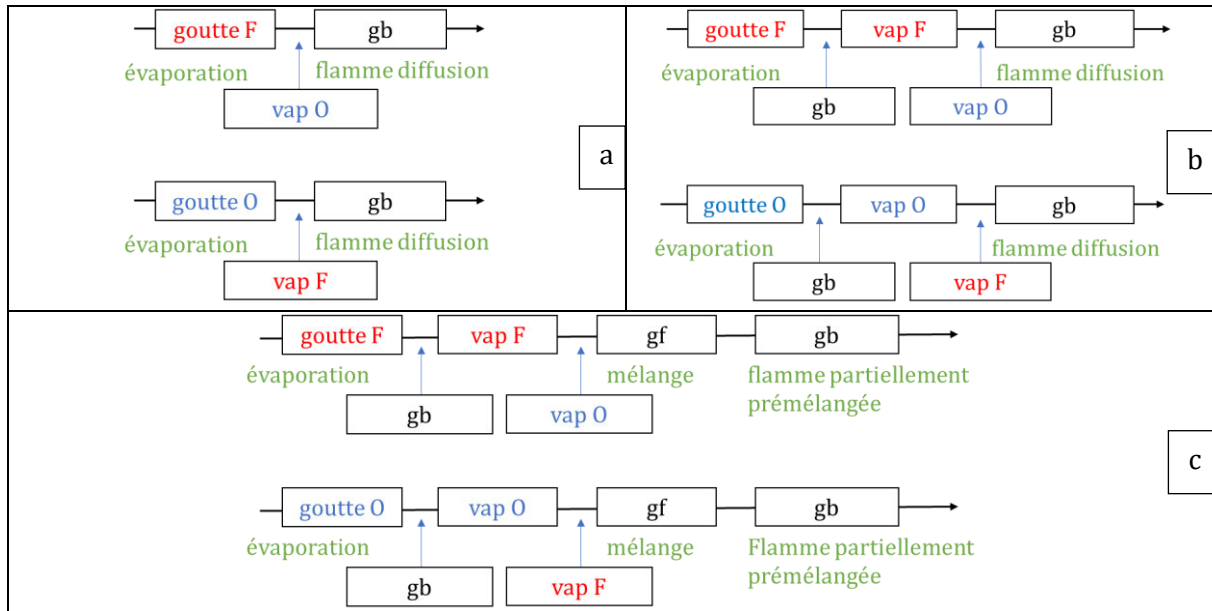 goutte F gb
évaporation flamme diffusion
vap O
a
goutte O gb
évaporation flamme diffusion
vap F
goutte F vap F gb
évaporation flamme diffusion
gb vap O
b
goutte O vap O gb
évaporation flamme diffusion
gb vap F
goutte F vap F gf gb
évaporation mélange flamme partiellement
prémélangée
gb vap O
c
goutte O vap O gf gb
évaporation mélange Flamme partiellement
prémélangée
gb vap F